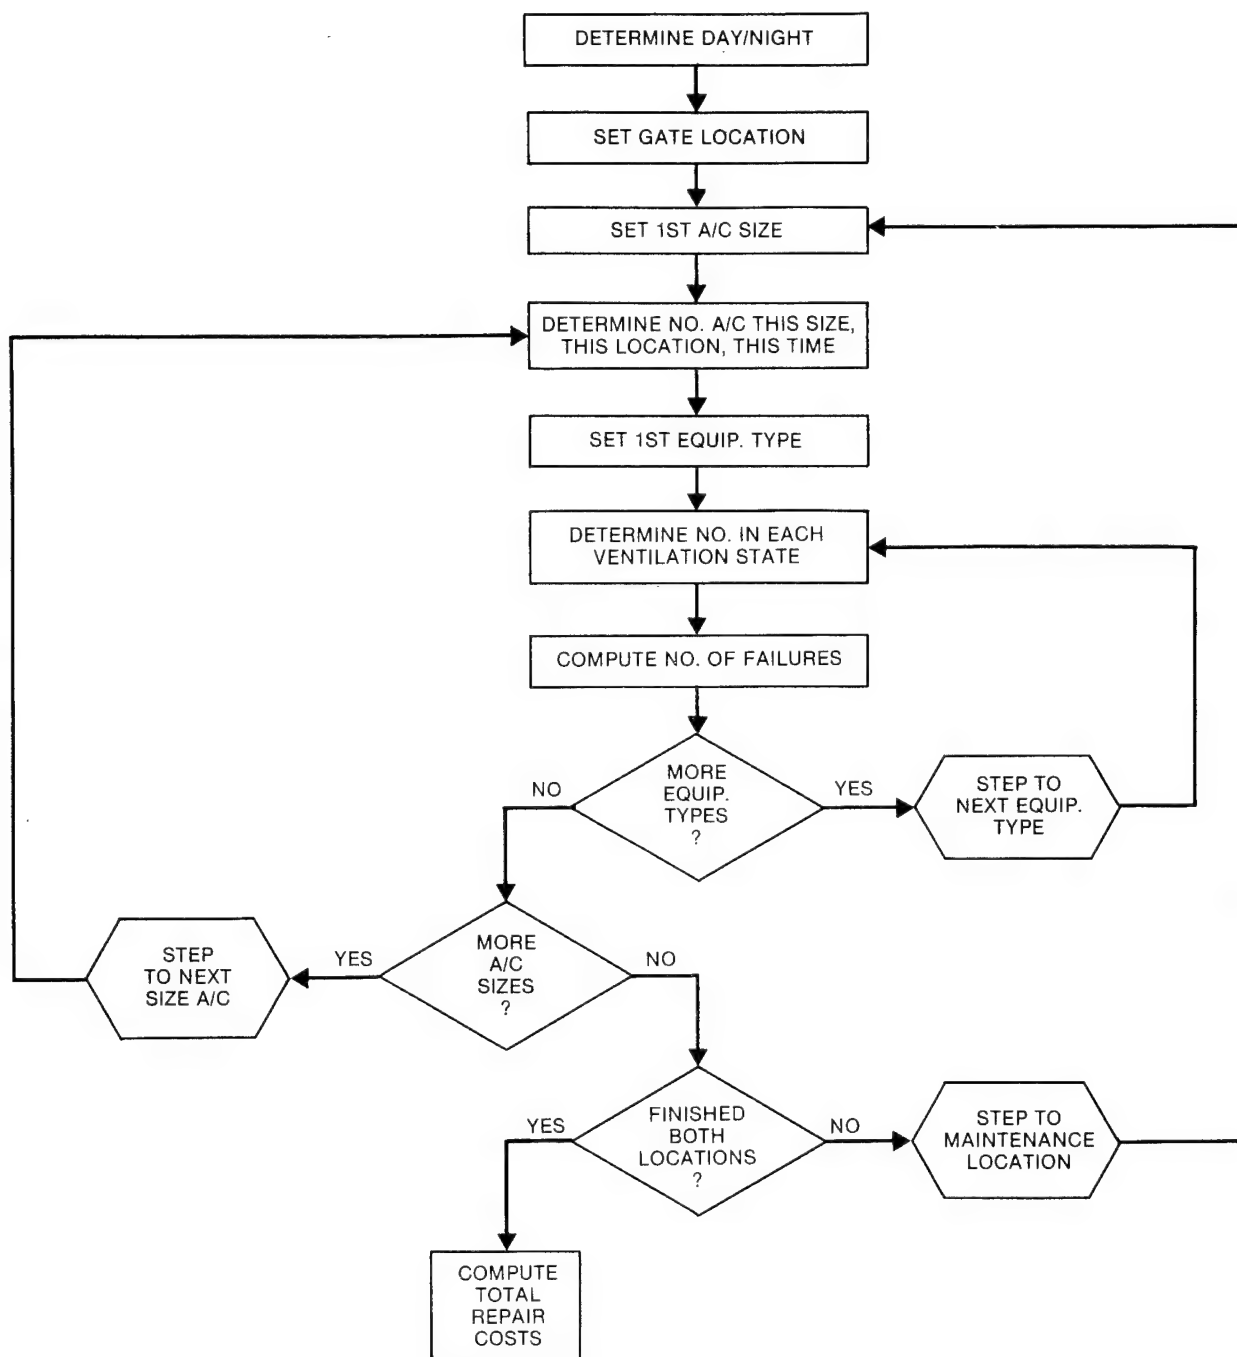 DETERMINE DAY/NIGHT
SET GATE LOCATION
SET 1ST A/C SIZE
DETERMINE NO. A/C THIS SIZE,
THIS LOCATION, THIS TIME
SET 1ST EQUIP. TYPE
DETERMINE NO. IN EACH
VENTILATION STATE
COMPUTE NO. OF FAILURES
NO
MORE
EQUIP.
TYPES
?
YES
STEP TO
NEXT EQUIP.
TYPE
STEP
TO NEXT
SIZE A/C
YES
MORE
A/C
SIZES
?
NO
YES
FINISHED
BOTH
LOCATIONS
?
NO
STEP TO
MAINTENANCE
LOCATION
COMPUTE
TOTAL
REPAIR
COSTS